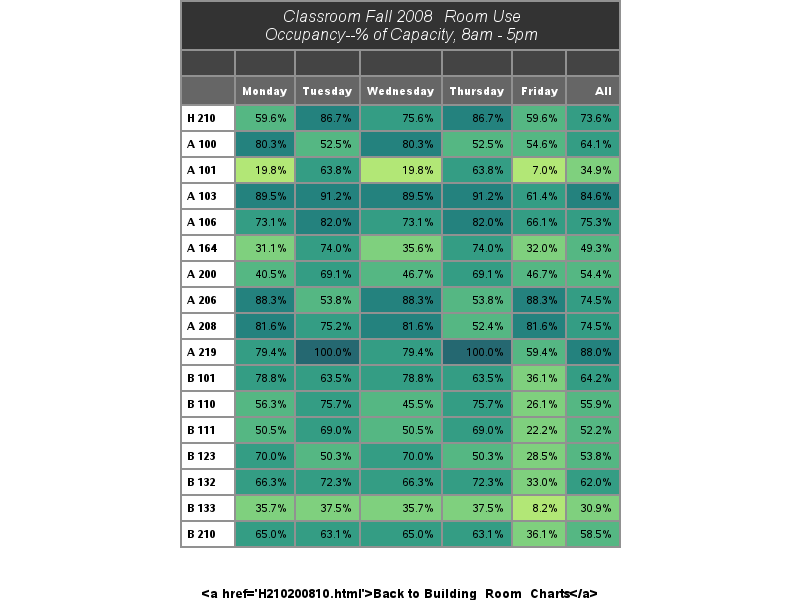 Classroom Fall 2008 Room Use
Occupancy--% of Capacity, 8am - 5pm
Monday Tuesday Wednesday Thursday Friday All
H 210 59.6% 86.7% 75.6% 86.7% 59.6% 73.6%
A 100 80.3% 52.5% 80.3% 52.5% 54.6% 64.1%
A 101 19.8% 63.8% 19.8% 63.8% 7.0% 34.9%
A 103 89.5% 91.2% 89.5% 91.2% 61.4% 84.6%
A 106 73.1% 82.0% 73.1% 82.0% 66.1% 75.3%
A 164 31.1% 74.0% 35.6% 74.0% 32.0% 49.3%
A 200 40.5% 69.1% 46.7% 69.1% 46.7% 54.4%
A 206 88.3% 53.8% 88.3% 53.8% 88.3% 74.5%
A 208 81.6% 75.2% 81.6% 52.4% 81.6% 74.5%
A 219 79.4% 100.0% 79.4% 100.0% 59.4% 88.0%
B 101 78.8% 63.5% 78.8% 63.5% 36.1% 64.2%
B 110 56.3% 75.7% 45.5% 75.7% 26.1% 55.9%
B 111 50.5% 69.0% 50.5% 69.0% 22.2% 52.2%
B 123 70.0% 50.3% 70.0% 50.3% 28.5% 53.8%
B 132 66.3% 72.3% 66.3% 72.3% 33.0% 62.0%
B 133 35.7% 37.5% 35.7% 37.5% 8.2% 30.9%
B 210 65.0% 63.1% 65.0% 63.1% 36.1% 58.5%
<a href='H210200810.html'>Back to Building Room Charts</a>